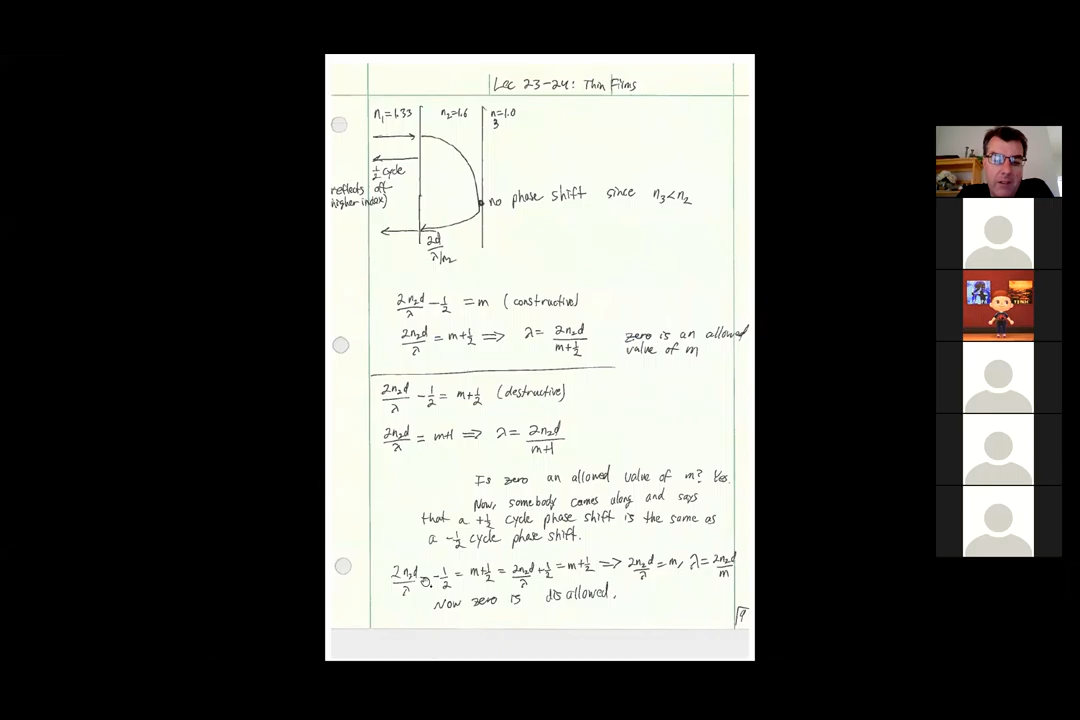 Lec 23-24: Thin Films
n₁=1.33 n₂=1.6 n=1.0
3
½ cycle
reflects off
higher index)
no phase shift since n₃<n₂
2d
λ/n₂
2n₂d/λ - ½ = m (constructive)
2n₂d/λ = m+½ ⟹ λ = 2n₂d/(m+½) zero is an allowed
value of m
2n₂d/λ - ½ = m+½ (destructive)
2n₂d/λ = m+1 ⟹ λ = 2n₂d/(m+1)
Is zero an allowed value of m? Yes.
Now, somebody comes along and says
that a +½ cycle phase shift is the same as
a -½ cycle phase shift.
2n₂d/λ - ½ = m+½ = 2n₂d/λ + ½ = m+½ ⟹ 2n₂d/λ = m, λ = 2n₂d/m
Now zero is disallowed.
9